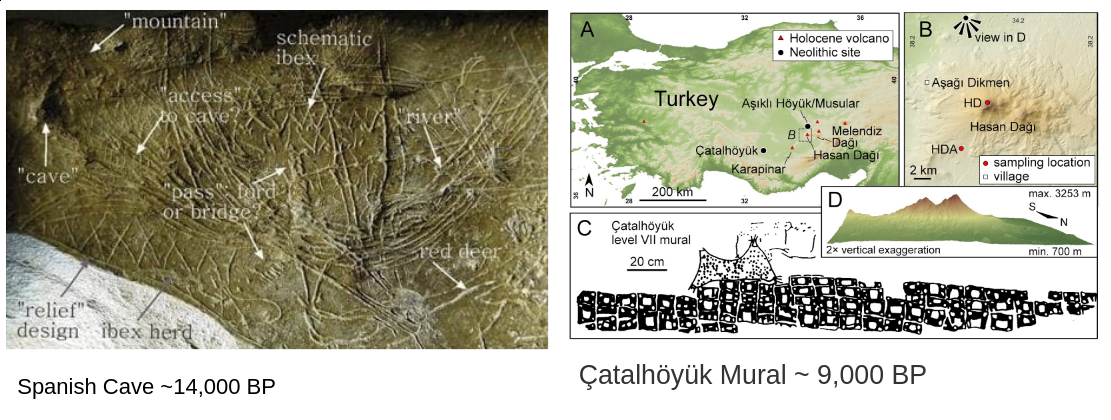 "mountain"
schematic
ibex
"access"
to cave?
"river"
"cave"
"pass", ford
or bridge?
red deer
"relief"
design
ibex herd
Spanish Cave ~14,000 BP
A
28
32
36
Holocene volcano
Neolithic site
40
40
Turkey
Aşıklı Höyük/Musular
B
Melendiz
Dağı
Hasan Dağı
Çatalhöyük
Karapinar
N
200 km
36
28
32
B
34.2
38.2
38.2
view in D
Aşağı Dikmen
HD
Hasan Dağı
HDA
sampling location
village
2 km
C
Çatalhöyük
level VII mural
20 cm
D
max. 3253 m
S
N
2× vertical exaggeration
min. 700 m
Çatalhöyük Mural ~ 9,000 BP